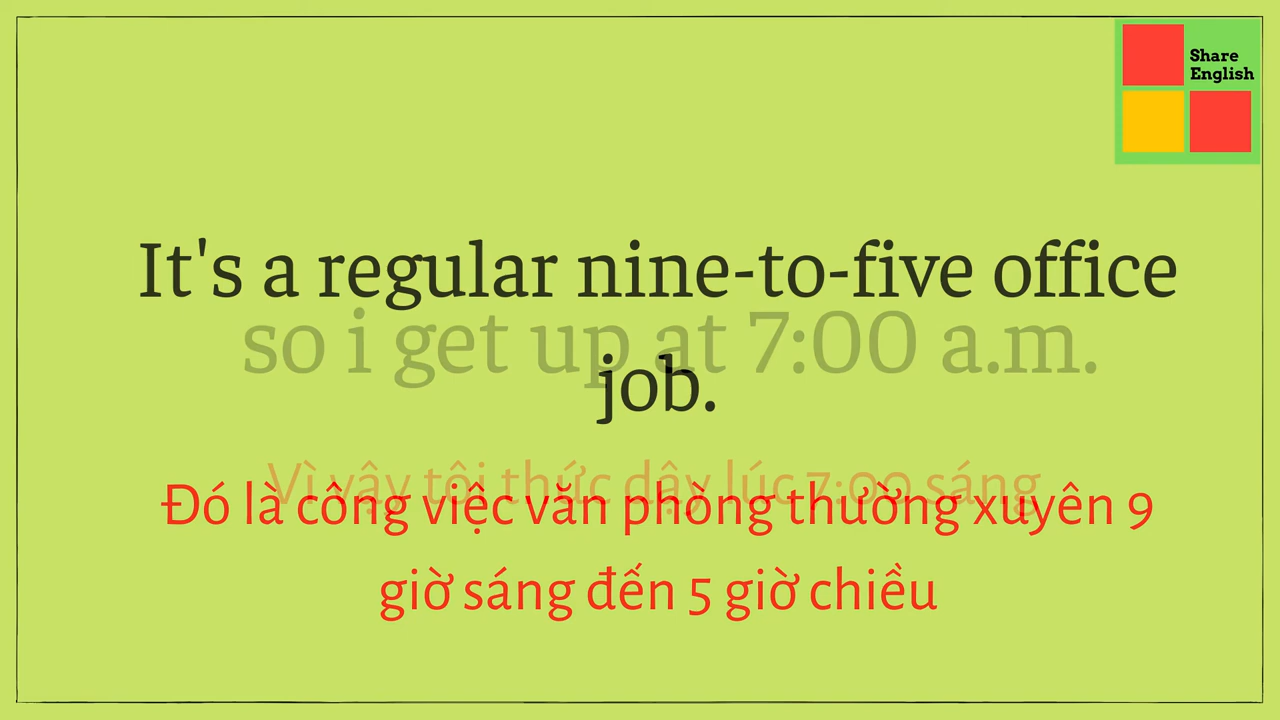 Share
English
It's a regular nine-to-five office
so i get up at 7:00 a.m.
job.
Vì vậy tôi thức dậy lúc 7:00 sáng
Đó là công việc văn phòng thường xuyên 9
giờ sáng đến 5 giờ chiều